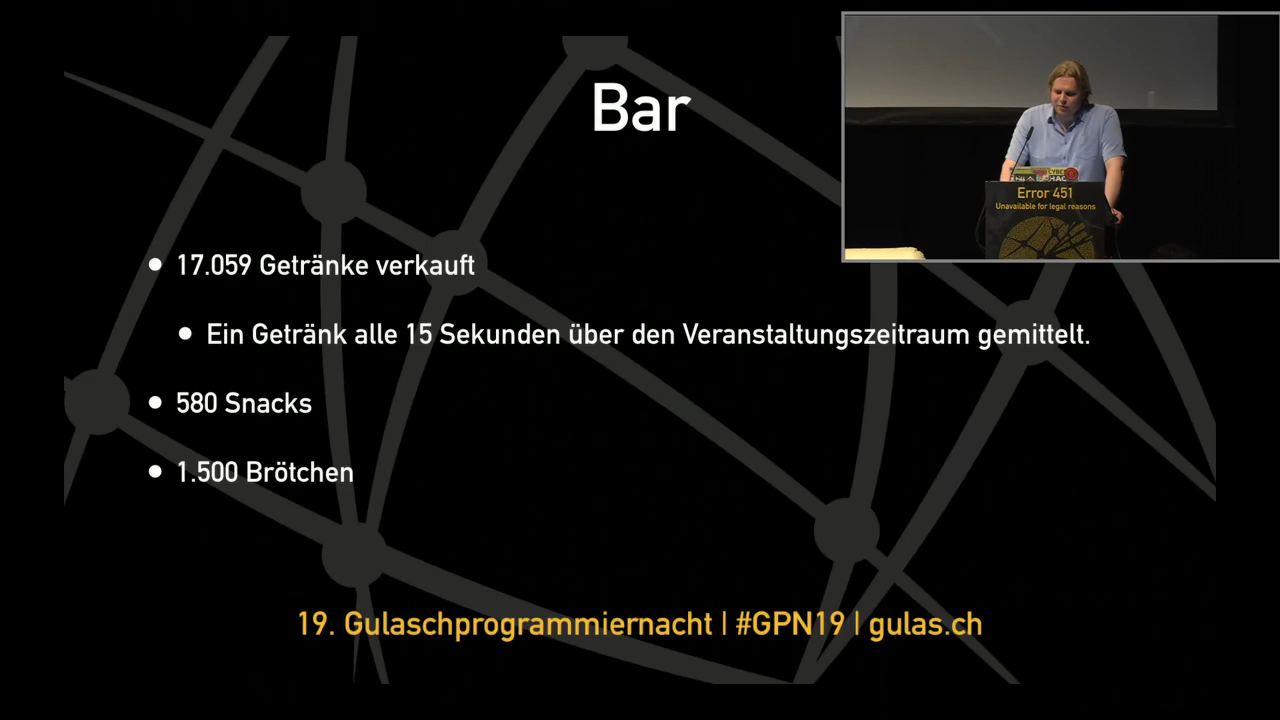 Bar
17.059 Getränke verkauft
Ein Getränk alle 15 Sekunden über den Veranstaltungszeitraum gemittelt.
580 Snacks
1.500 Brötchen
19. Gulaschprogrammiernacht | #GPN19 | gulas.ch
Error 451
Unavailable for legal reasons